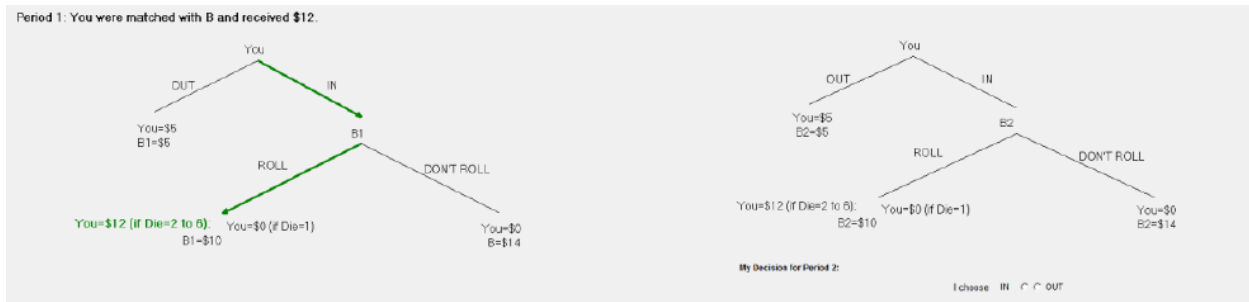 Period 1: You were matched with B and received $12.
You
OUT
IN
You=$5
B1=$5
B1
ROLL
DON'T ROLL
You=$12 (if Die=2 to 6):
You=$0 (if Die=1)
B1=$10
You=$0
B=$14
You
OUT
IN
You=$5
B2=$5
B2
ROLL
DON'T ROLL
You=$12 (if Die=2 to 6):
You=$0 (if Die=1)
B2=$10
You=$0
B2=$14
My Decision for Period 2:
I choose IN OUT